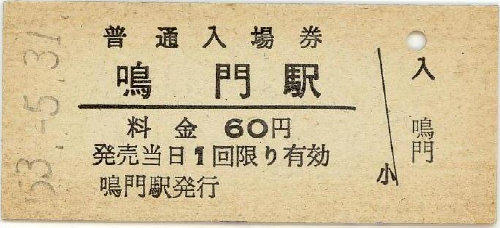 普通入場券
鳴門駅
料金 60円
発売当日1回限り有効
鳴門駅発行
53.-5.31
入
鳴門
小